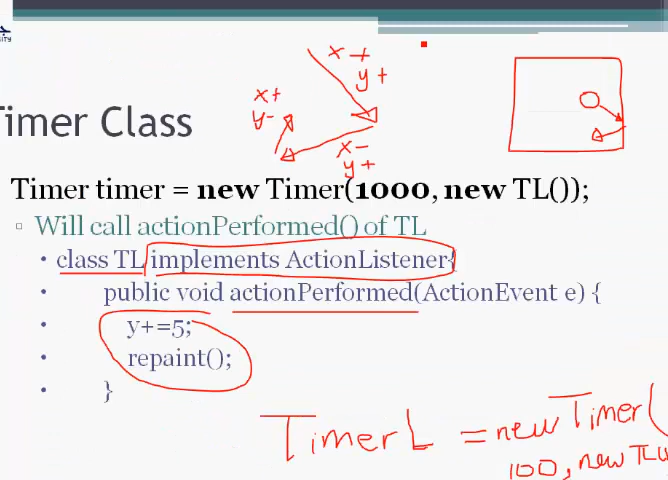 x+
y+
x+
y-
x-
y+
Timer Class
Timer timer = new Timer(1000, new TL());
Will call actionPerformed() of TL
• class TL implements ActionListener{
• public void actionPerformed(ActionEvent e) {
• y+=5;
• repaint();
• }
Timer L = new Timer(
100, new TL(